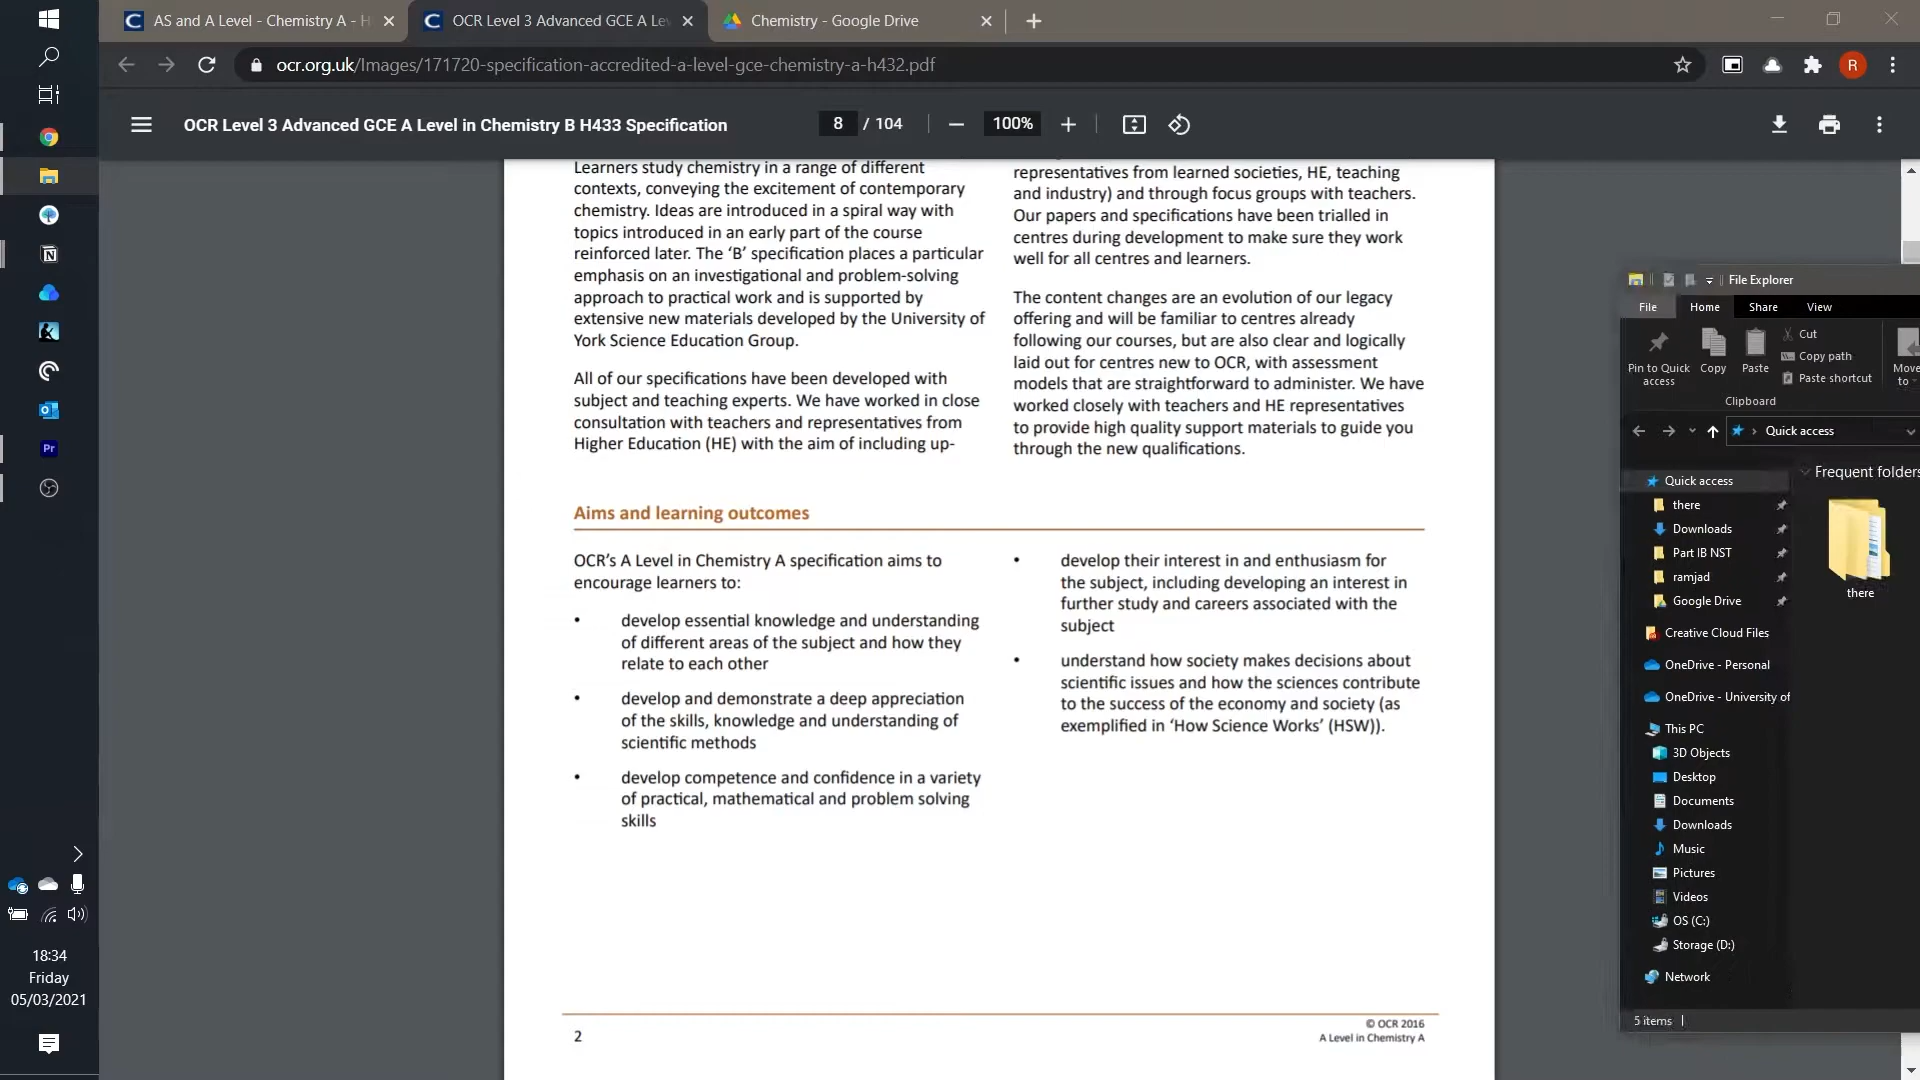 AS and A Level - Chemistry A - H
OCR Level 3 Advanced GCE A Lev
Chemistry - Google Drive
ocr.org.uk/Images/171720-specification-accredited-a-level-gce-chemistry-a-h432.pdf
R
OCR Level 3 Advanced GCE A Level in Chemistry B H433 Specification
8 / 104
100%
Learners study chemistry in a range of different
contexts, conveying the excitement of contemporary
chemistry. Ideas are introduced in a spiral way with
topics introduced in an early part of the course
reinforced later. The ‘B’ specification places a particular
emphasis on an investigational and problem-solving
approach to practical work and is supported by
extensive new materials developed by the University of
York Science Education Group.
All of our specifications have been developed with
subject and teaching experts. We have worked in close
consultation with teachers and representatives from
Higher Education (HE) with the aim of including up-
representatives from learned societies, HE, teaching
and industry) and through focus groups with teachers.
Our papers and specifications have been trialled in
centres during development to make sure they work
well for all centres and learners.
The content changes are an evolution of our legacy
offering and will be familiar to centres already
following our courses, but are also clear and logically
laid out for centres new to OCR, with assessment
models that are straightforward to administer. We have
worked closely with teachers and HE representatives
to provide high quality support materials to guide you
through the new qualifications.
Aims and learning outcomes
OCR’s A Level in Chemistry A specification aims to
encourage learners to:
• develop essential knowledge and understanding
of different areas of the subject and how they
relate to each other
• develop and demonstrate a deep appreciation
of the skills, knowledge and understanding of
scientific methods
• develop competence and confidence in a variety
of practical, mathematical and problem solving
skills
• develop their interest in and enthusiasm for
the subject, including developing an interest in
further study and careers associated with the
subject
• understand how society makes decisions about
scientific issues and how the sciences contribute
to the success of the economy and society (as
exemplified in ‘How Science Works’ (HSW)).
2
© OCR 2016
A Level in Chemistry A
File Explorer
File
Home
Share
View
Pin to Quick
access
Copy
Paste
Cut
Copy path
Paste shortcut
Move
to
Clipboard
Quick access
Frequent folders
there
Quick access
there
Downloads
Part IB NST
ramjad
Google Drive
Creative Cloud Files
OneDrive - Personal
OneDrive - University of
This PC
3D Objects
Desktop
Documents
Downloads
Music
Pictures
Videos
OS (C:)
Storage (D:)
Network
5 items
Pr
18:34
Friday
05/03/2021